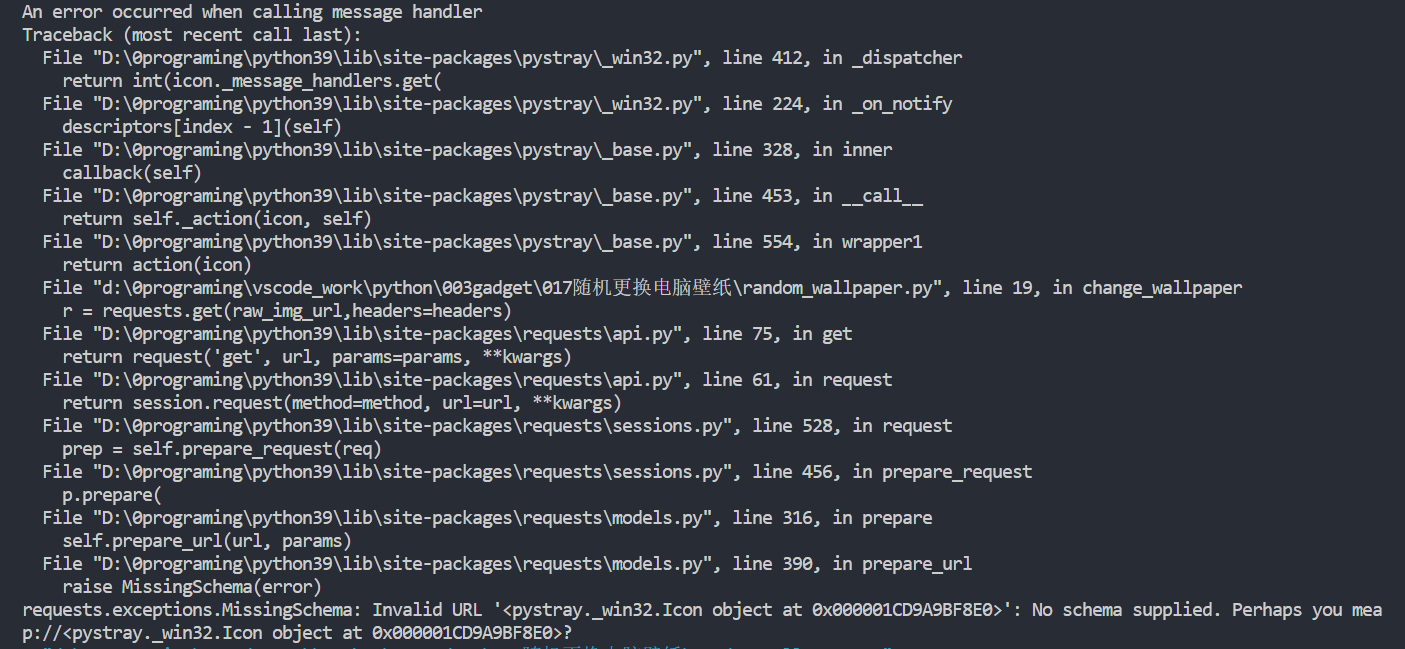 An error occurred when calling message handler
Traceback (most recent call last):
  File "D:\0programing\python39\lib\site-packages\pystray\_win32.py", line 412, in _dispatcher
    return int(icon._message_handlers.get(
  File "D:\0programing\python39\lib\site-packages\pystray\_win32.py", line 224, in _on_notify
    descriptors[index - 1](self)
  File "D:\0programing\python39\lib\site-packages\pystray\_base.py", line 328, in inner
    callback(self)
  File "D:\0programing\python39\lib\site-packages\pystray\_base.py", line 453, in __call__
    return self._action(icon, self)
  File "D:\0programing\python39\lib\site-packages\pystray\_base.py", line 554, in wrapper1
    return action(icon)
  File "d:\0programing\vscode_work\python\003gadget\017随机更换电脑壁纸\random_wallpaper.py", line 19, in change_wallpaper
    r = requests.get(raw_img_url,headers=headers)
  File "D:\0programing\python39\lib\site-packages\requests\api.py", line 75, in get
    return request('get', url, params=params, **kwargs)
  File "D:\0programing\python39\lib\site-packages\requests\api.py", line 61, in request
    return session.request(method=method, url=url, **kwargs)
  File "D:\0programing\python39\lib\site-packages\requests\sessions.py", line 528, in request
    prep = self.prepare_request(req)
  File "D:\0programing\python39\lib\site-packages\requests\sessions.py", line 456, in prepare_request
    p.prepare(
  File "D:\0programing\python39\lib\site-packages\requests\models.py", line 316, in prepare
    self.prepare_url(url, params)
  File "D:\0programing\python39\lib\site-packages\requests\models.py", line 390, in prepare_url
    raise MissingSchema(error)
requests.exceptions.MissingSchema: Invalid URL '<pystray._win32.Icon object at 0x000001CD9A9BF8E0>': No schema supplied. Perhaps you mea
p://<pystray._win32.Icon object at 0x000001CD9A9BF8E0>?